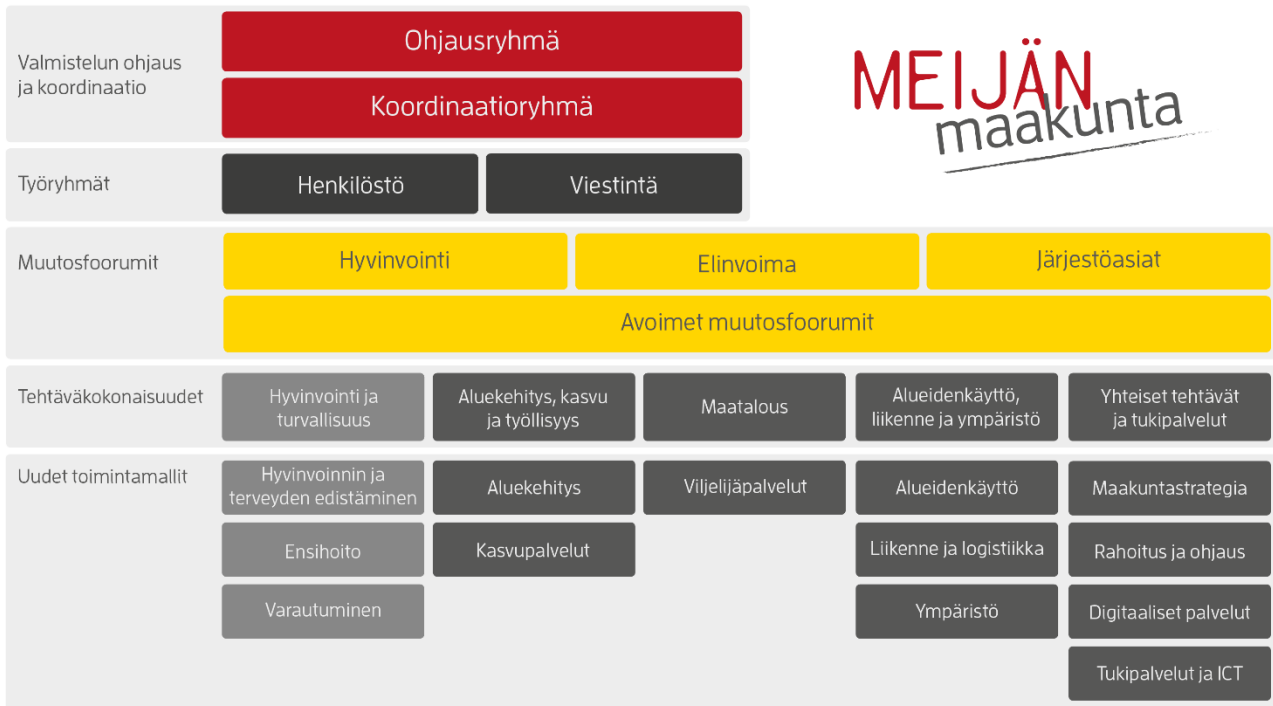 Valmistelun ohjaus
ja koordinaatio
Ohjausryhmä
Koordinaatioryhmä
MEIJÄN
maakunta
Työryhmät
Henkilöstö
Viestintä
Muutosfoorumit
Hyvinvointi
Elinvoima
Järjestöasiat
Avoimet muutosfoorumit
Tehtäväkokonaisuudet
Hyvinvointi ja
turvallisuus
Aluekehitys, kasvu
ja työllisyys
Maatalous
Alueidenkäyttö,
liikenne ja ympäristö
Yhteiset tehtävät
ja tukipalvelut
Uudet toimintamallit
Hyvinvoinnin ja
terveyden edistäminen
Aluekehitys
Viljelijäpalvelut
Alueidenkäyttö
Maakuntastrategia
Ensihoito
Kasvupalvelut
Liikenne ja logistiikka
Rahoitus ja ohjaus
Varautuminen
Ympäristö
Digitaaliset palvelut
Tukipalvelut ja ICT